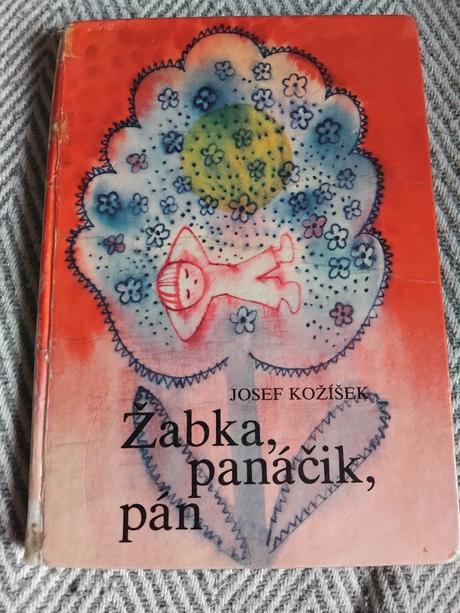 JOSEF KOŽÍŠEK
Žabka,
panáčik,
pán